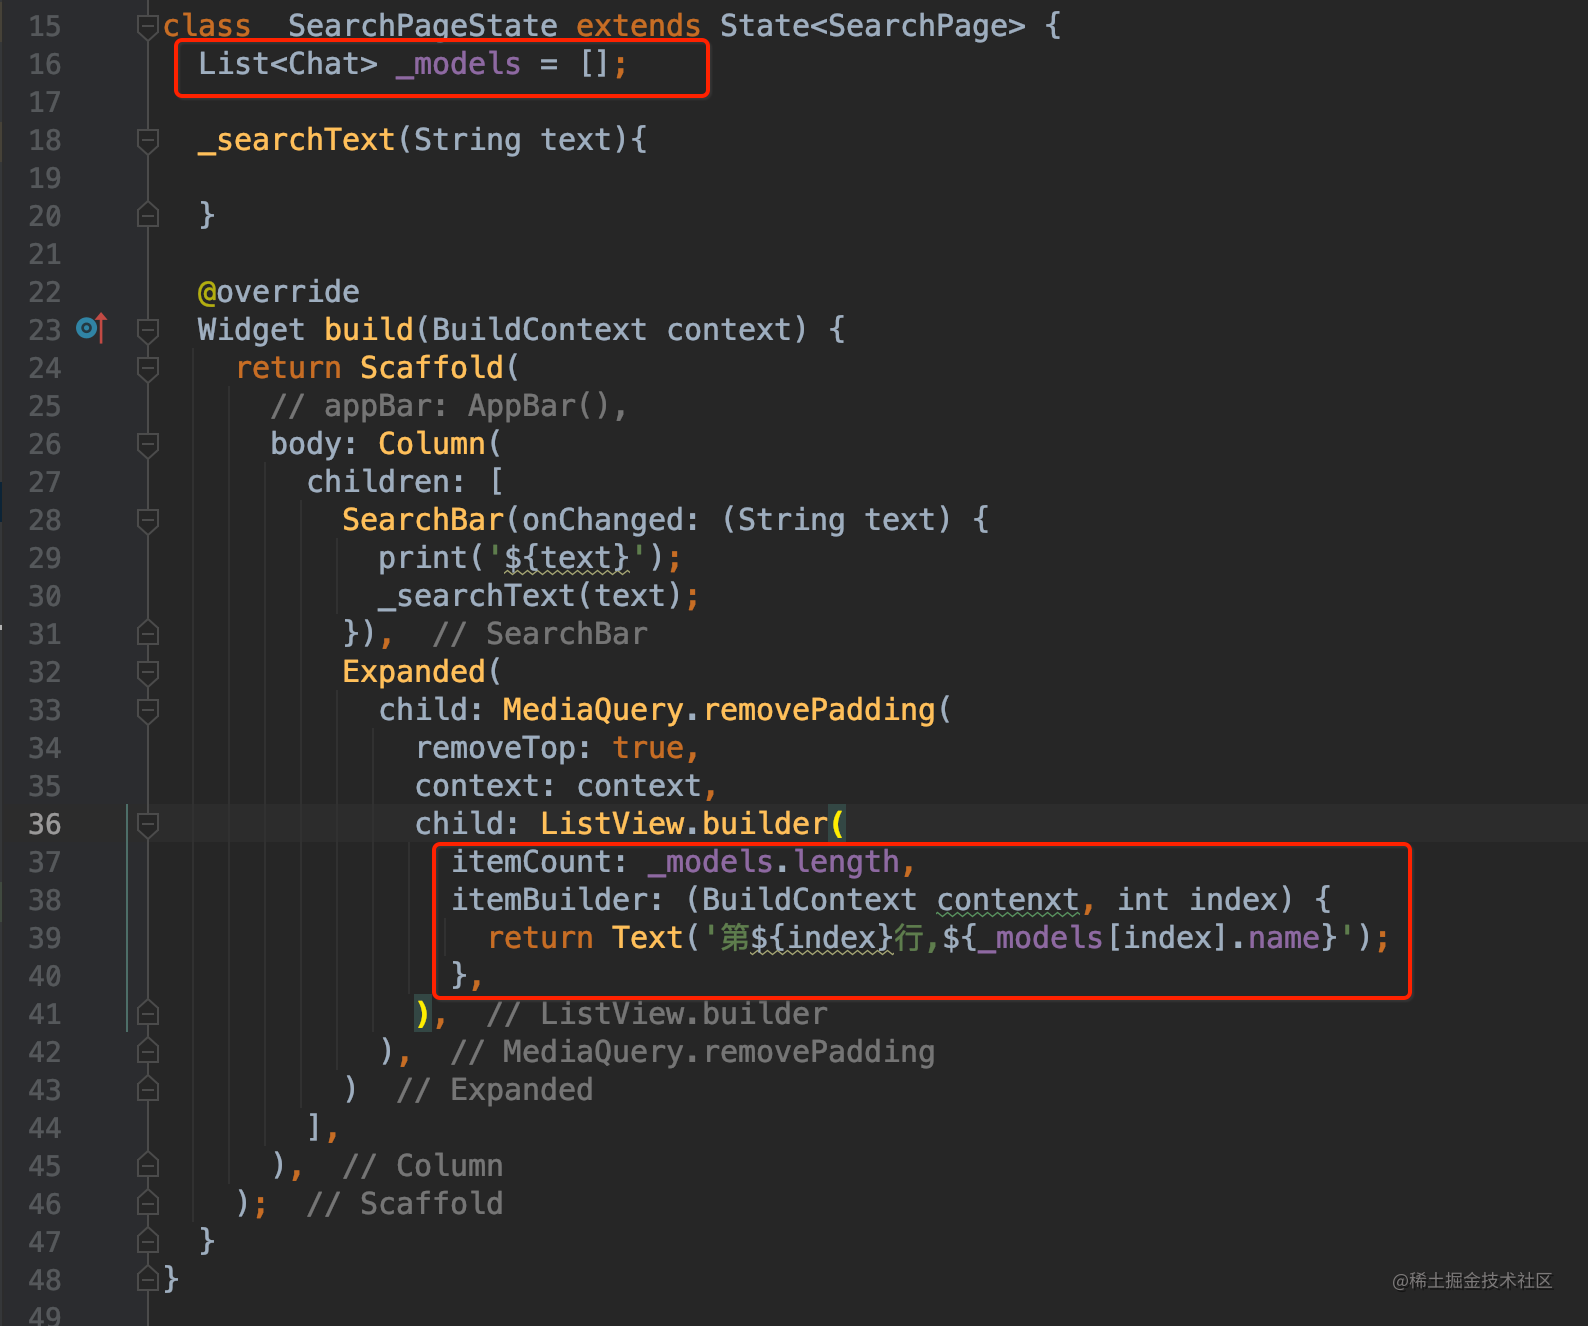 15 class _SearchPageState extends State<SearchPage> {
16 List<Chat> _models = [];
17
18 _searchText(String text){
19
20 }
21
22 @override
23 Widget build(BuildContext context) {
24 return Scaffold(
25 // appBar: AppBar(),
26 body: Column(
27 children: [
28 SearchBar(onChanged: (String text) {
29 print('${text}');
30 _searchText(text);
31 }), // SearchBar
32 Expanded(
33 child: MediaQuery.removePadding(
34 removeTop: true,
35 context: context,
36 child: ListView.builder(
37 itemCount: _models.length,
38 itemBuilder: (BuildContext contenxt, int index) {
39 return Text('第${index}行,${_models[index].name}');
40 },
41 ), // ListView.builder
42 ), // MediaQuery.removePadding
43 ) // Expanded
44 ],
45 ), // Column
46 ); // Scaffold
47 }
48 }
49
@稀土掘金技术社区